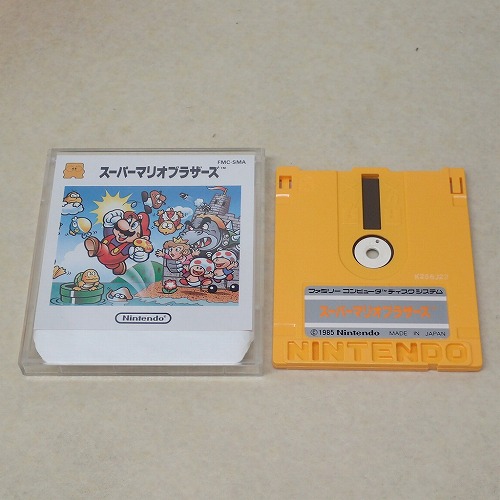 FMC-SMA
スーパーマリオブラザーズ™
Nintendo
ファミリーコンピュータ ディスクシステム
スーパーマリオブラザーズ
©1985 Nintendo MADE IN JAPAN
NINTENDO